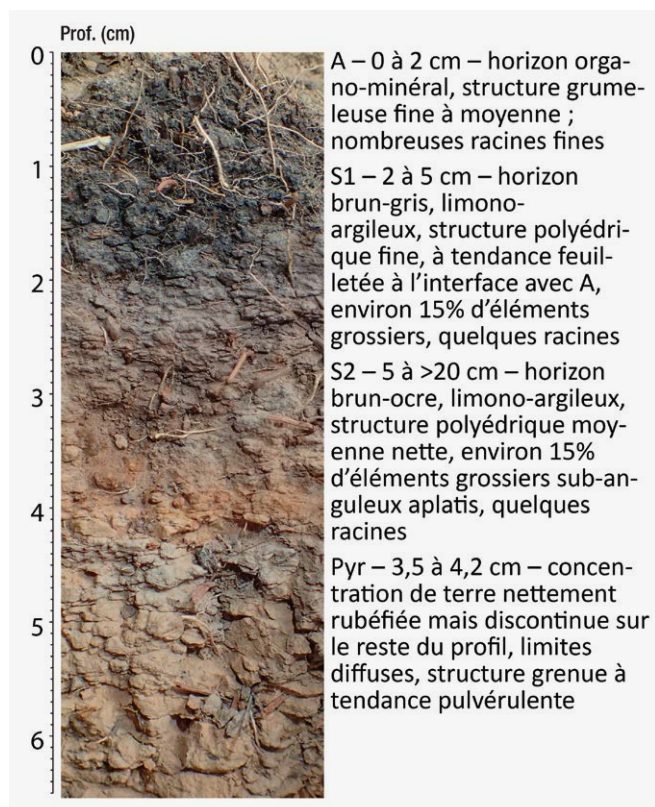 Prof. (cm)
0
1
2
3
4
5
6
A – 0 à 2 cm – horizon orga-
no-minéral, structure grume-
leuse fine à moyenne ;
nombreuses racines fines
S1 – 2 à 5 cm – horizon
brun-gris, limono-
argileux, structure polyédri-
que fine, à tendance feuil-
letée à l’interface avec A,
environ 15% d’éléments
grossiers, quelques racines
S2 – 5 à >20 cm – horizon
brun-ocre, limono-argileux,
structure polyédrique moy-
enne nette, environ 15%
d’éléments grossiers sub-an-
guleux aplatis, quelques
racines
Pyr – 3,5 à 4,2 cm – concen-
tration de terre nettement
rubéfiée mais discontinue sur
le reste du profil, limites
diffuses, structure grenue à
tendance pulvérulente